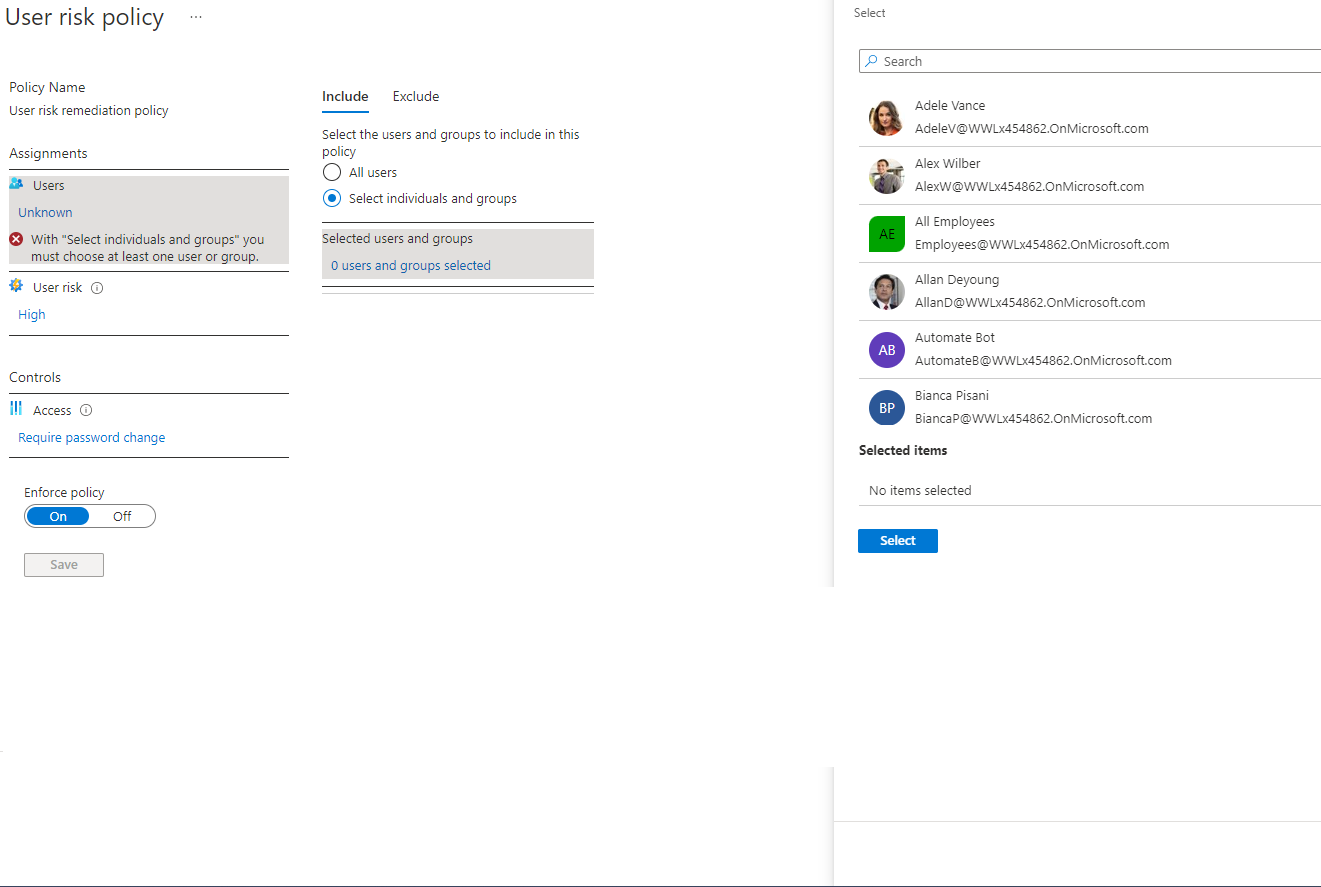 User risk policy ...
Policy Name
User risk remediation policy
Assignments
Users
Unknown
With "Select individuals and groups" you
must choose at least one user or group.
User risk
High
Controls
Access
Require password change
Enforce policy
On Off
Save
Include Exclude
Select the users and groups to include in this
policy
All users
Select individuals and groups
Selected users and groups
0 users and groups selected
Select
Search
Adele Vance
AdeleV@WWLx454862.OnMicrosoft.com
Alex Wilber
AlexW@WWLx454862.OnMicrosoft.com
AE
All Employees
Employees@WWLx454862.OnMicrosoft.com
Allan Deyoung
AllanD@WWLx454862.OnMicrosoft.com
AB
Automate Bot
AutomateB@WWLx454862.OnMicrosoft.com
BP
Bianca Pisani
BiancaP@WWLx454862.OnMicrosoft.com
Selected items
No items selected
Select